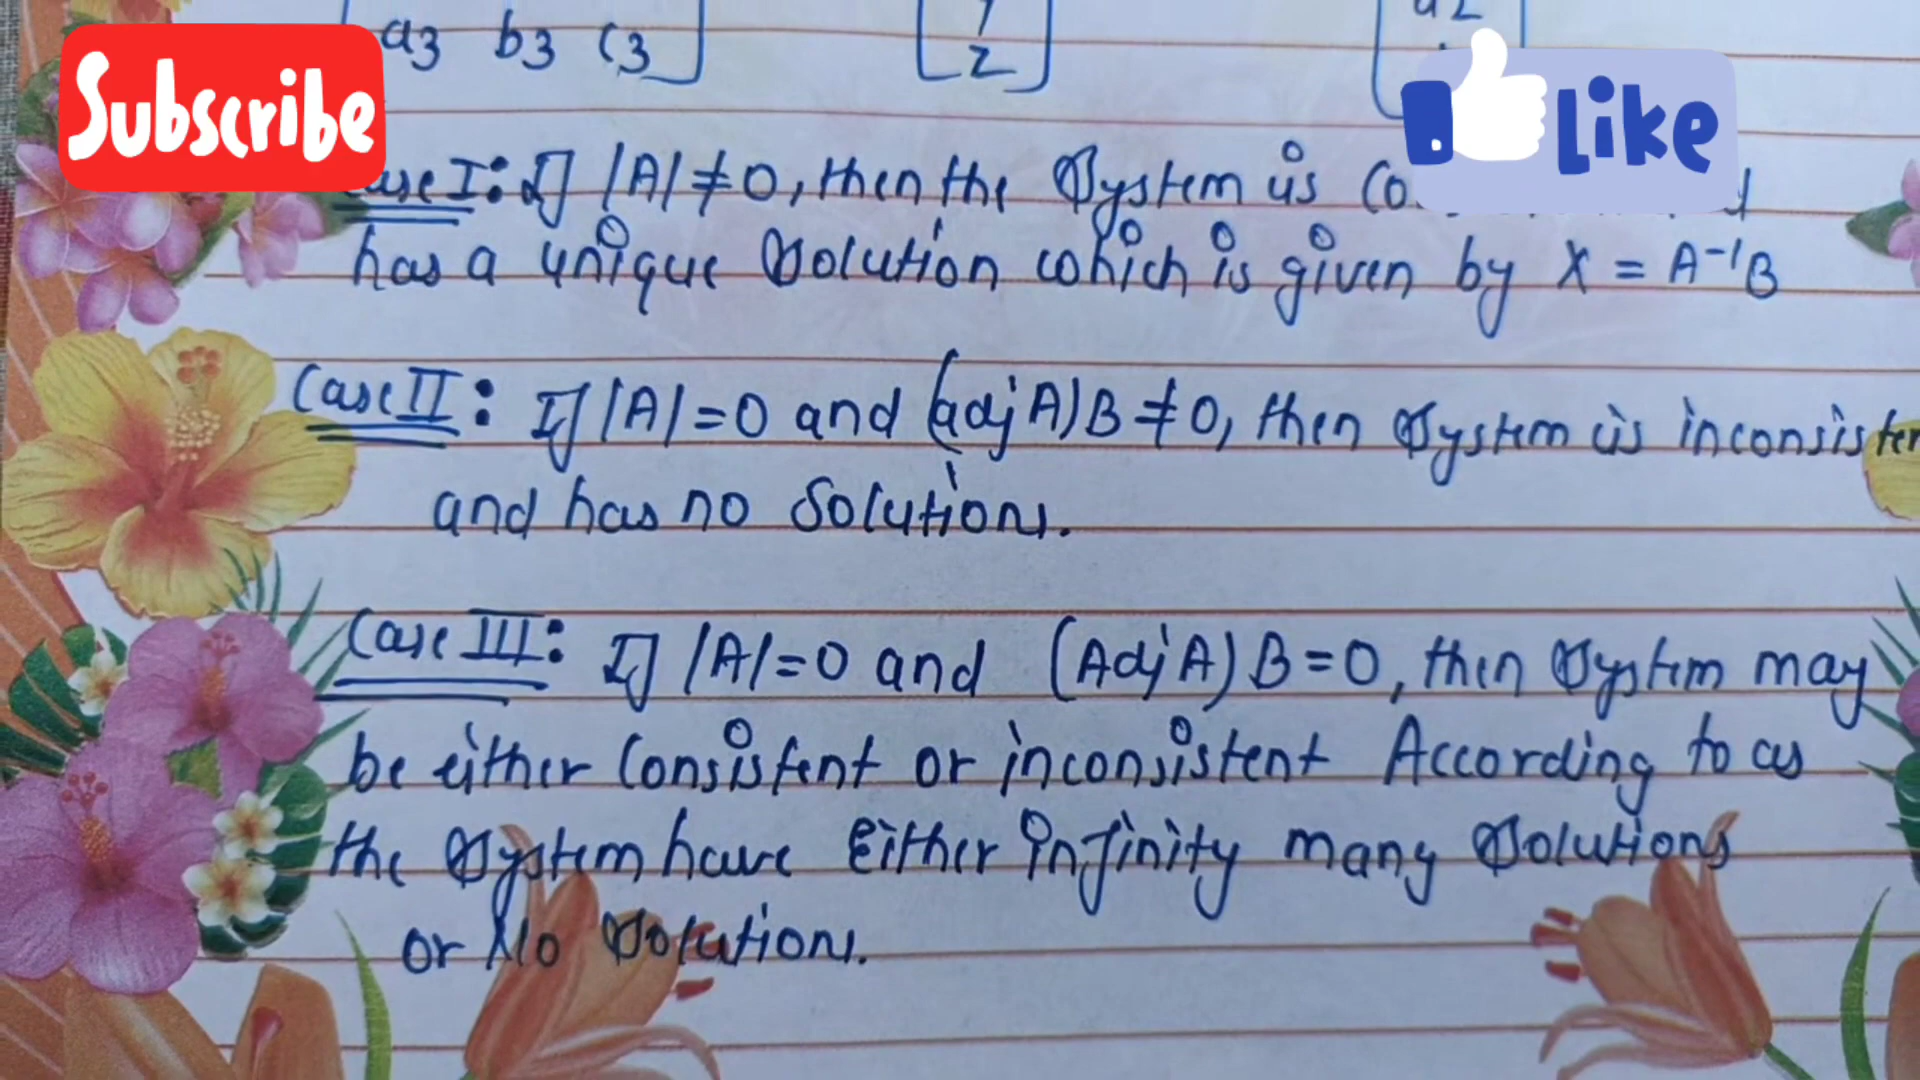 a3 b3 c3
z
a2
Subscribe
Like
Case I: If |A| ≠ 0, then the System is
has a unique Solution which is given by X = A⁻¹B
Case II: If |A| = 0 and (adj A) B ≠ 0, then System is inconsisten
and has no Solutions.
Case III: If |A| = 0 and (Adj A) B = 0, then System may
be either Consistent or inconsistent According to as
the System have Either infinity many Solutions
or No Solutions.